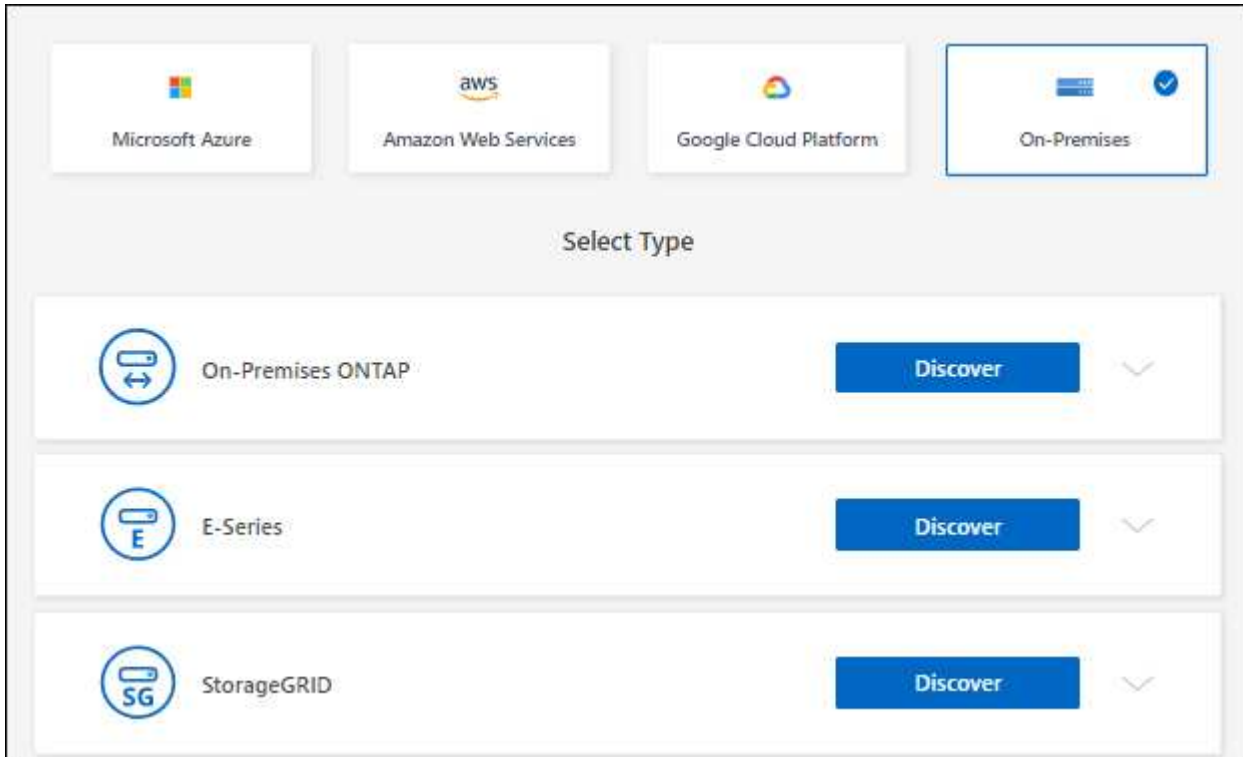 aws
Microsoft Azure
Amazon Web Services
Google Cloud Platform
On-Premises
Select Type
On-Premises ONTAP
Discover
E
E-Series
Discover
SG
StorageGRID
Discover